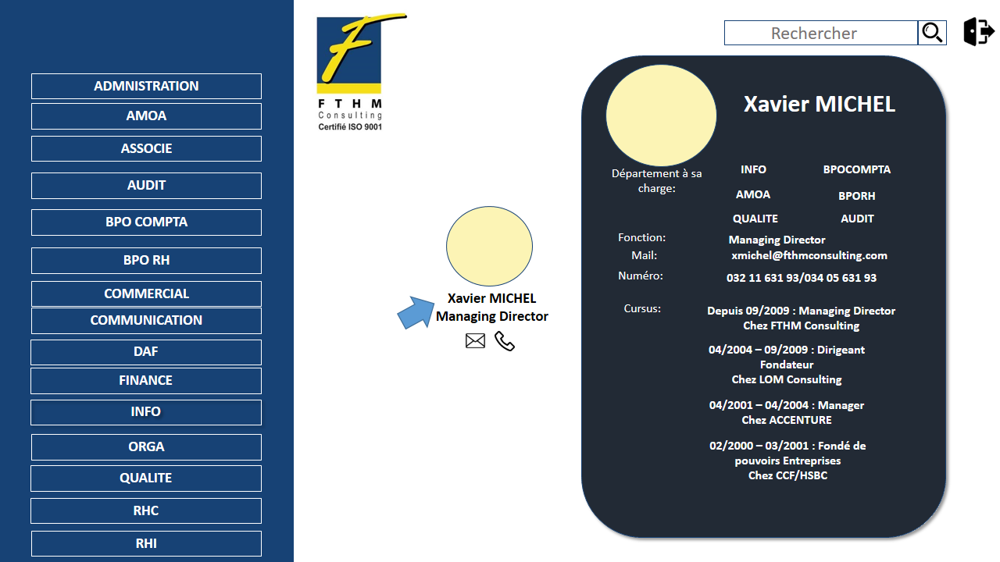 ADMNISTRATION
AMOA
ASSOCIE
AUDIT
BPO COMPTA
BPO RH
COMMERCIAL
COMMUNICATION
DAF
FINANCE
INFO
ORGA
QUALITE
RHC
RHI
F T H M
Consulting
Certifié ISO 9001
Xavier MICHEL
Managing Director
Rechercher
Xavier MICHEL
Département à sa
charge:
INFO BPOCOMPTA
AMOA BPORH
QUALITE AUDIT
Fonction: Managing Director
Mail: xmichel@fthmconsulting.com
Numéro: 032 11 631 93/034 05 631 93
Cursus: Depuis 09/2009 : Managing Director
Chez FTHM Consulting
04/2004 – 09/2009 : Dirigeant
Fondateur
Chez LOM Consulting
04/2001 – 04/2004 : Manager
Chez ACCENTURE
02/2000 – 03/2001 : Fondé de
pouvoirs Entreprises
Chez CCF/HSBC